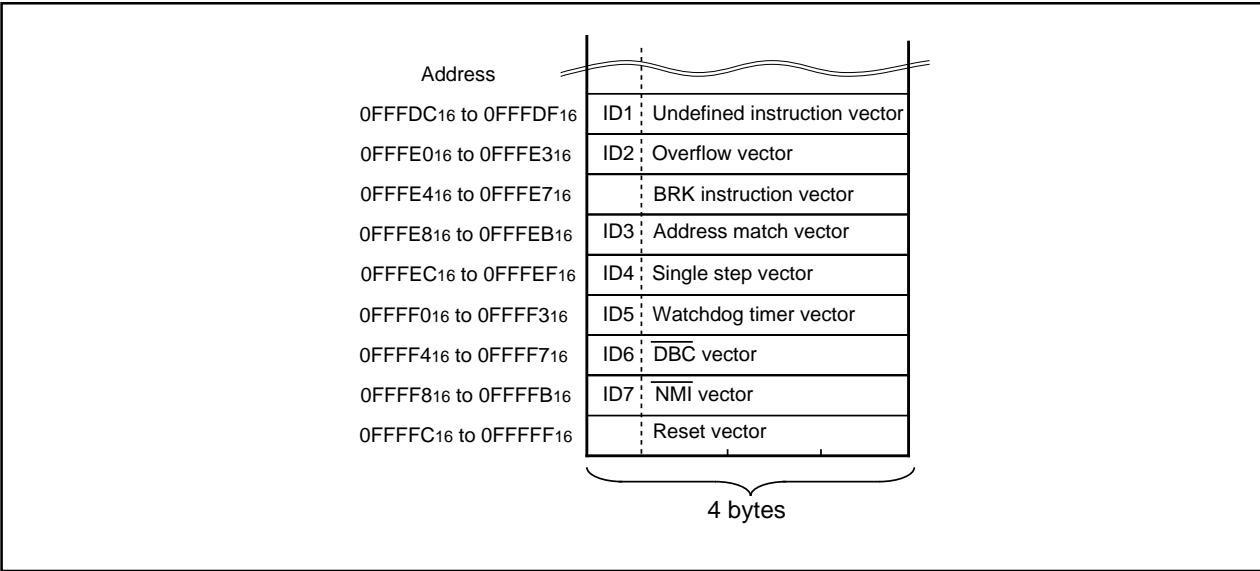 Address
0FFFDC16 to 0FFFDF16 ID1 Undefined instruction vector
0FFFE016 to 0FFFE316 ID2 Overflow vector
0FFFE416 to 0FFFE716 BRK instruction vector
0FFFE816 to 0FFFEB16 ID3 Address match vector
0FFFEC16 to 0FFFEF16 ID4 Single step vector
0FFFF016 to 0FFFF316 ID5 Watchdog timer vector
0FFFF416 to 0FFFF716 ID6 DBC vector
0FFFF816 to 0FFFFB16 ID7 NMI vector
0FFFFC16 to 0FFFFF16 Reset vector
4 bytes